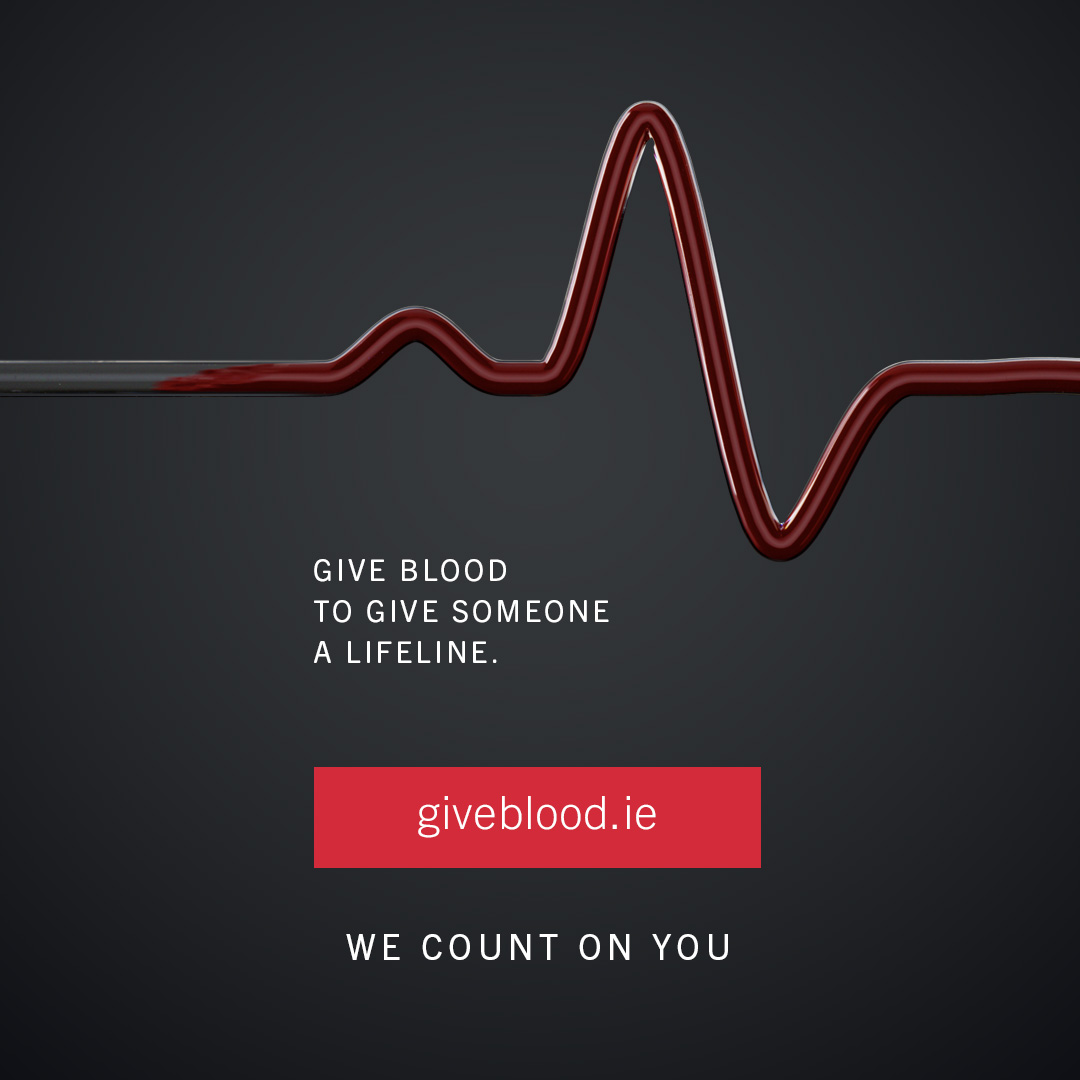 GIVE BLOOD
TO GIVE SOMEONE
A LIFELINE.
giveblood.ie
WE COUNT ON YOU